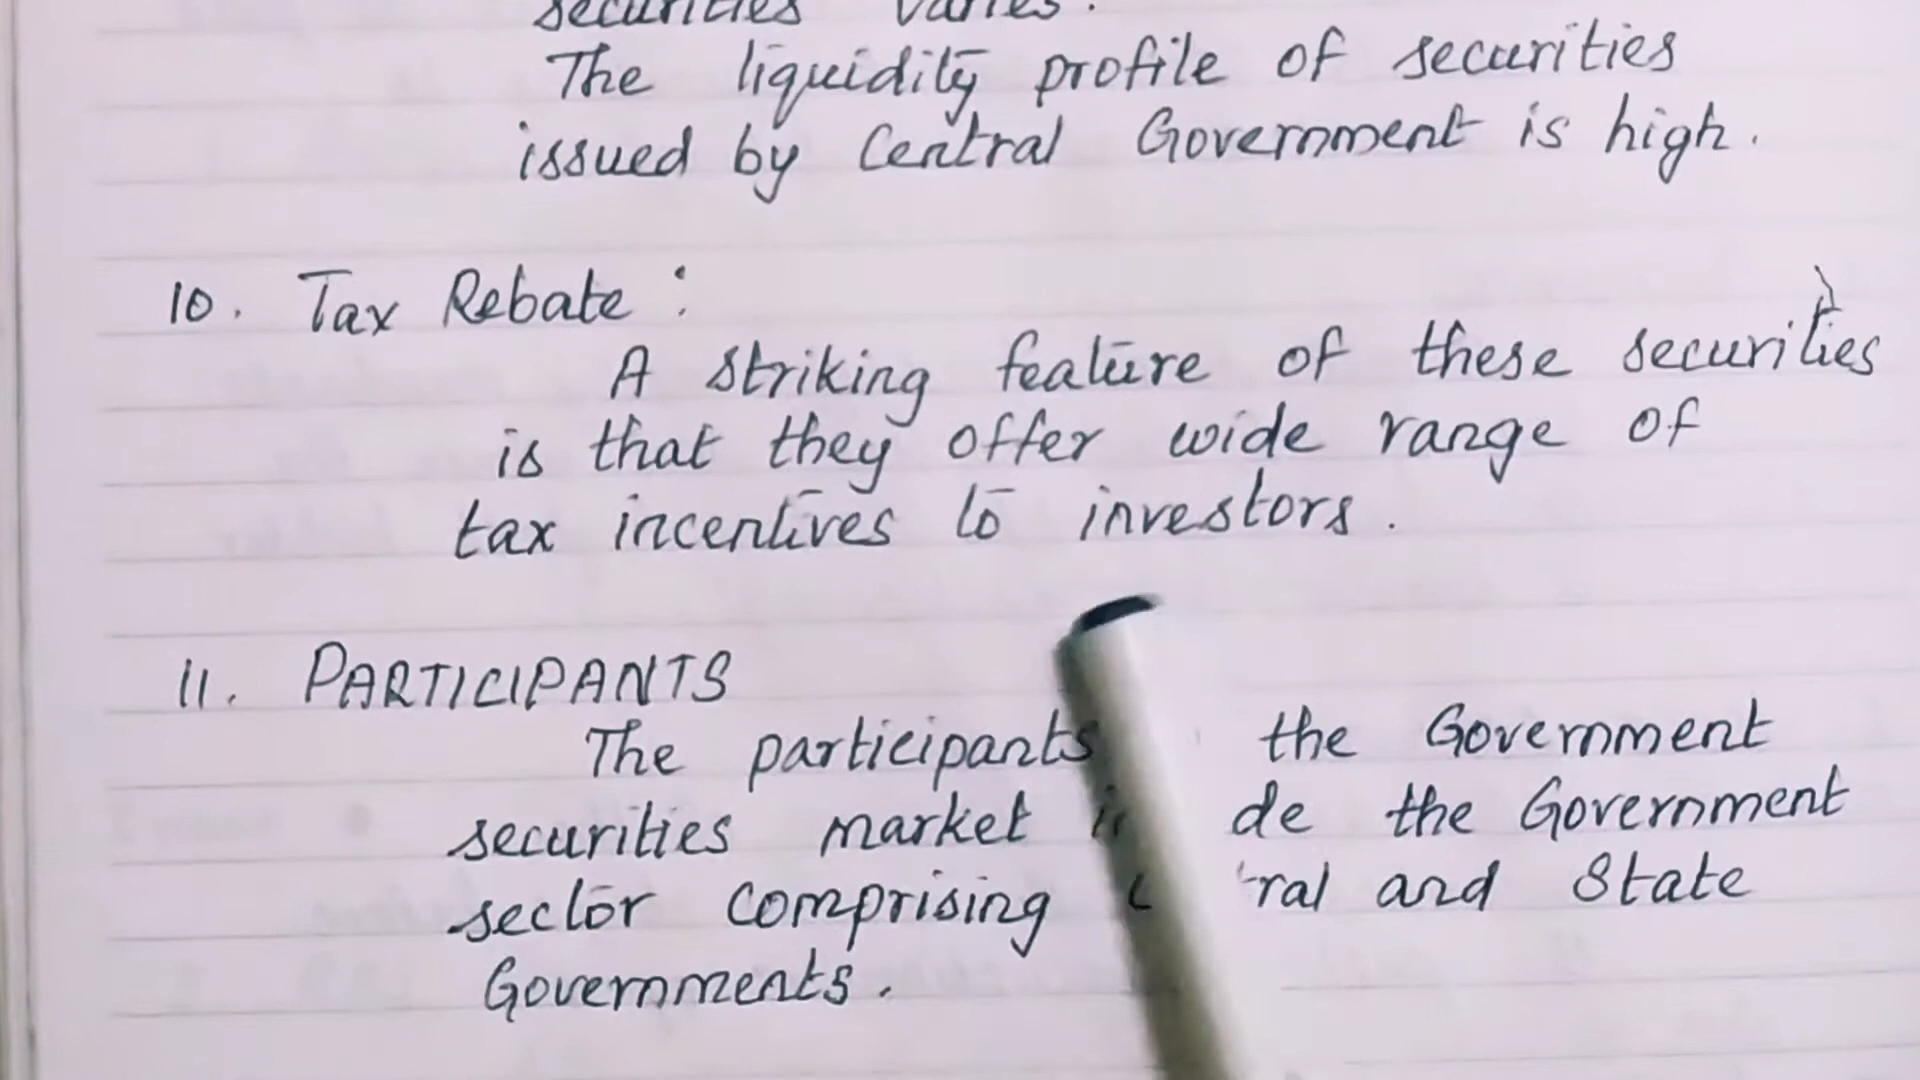 securities varies.
The liquidity profile of securities
issued by Central Government is high.
10. Tax Rebate :
A striking feature of these securities
is that they offer wide range of
tax incentives to investors.
11. PARTICIPANTS
The participants the Government
securities market de the Government
sector comprising ral and State
Governments.